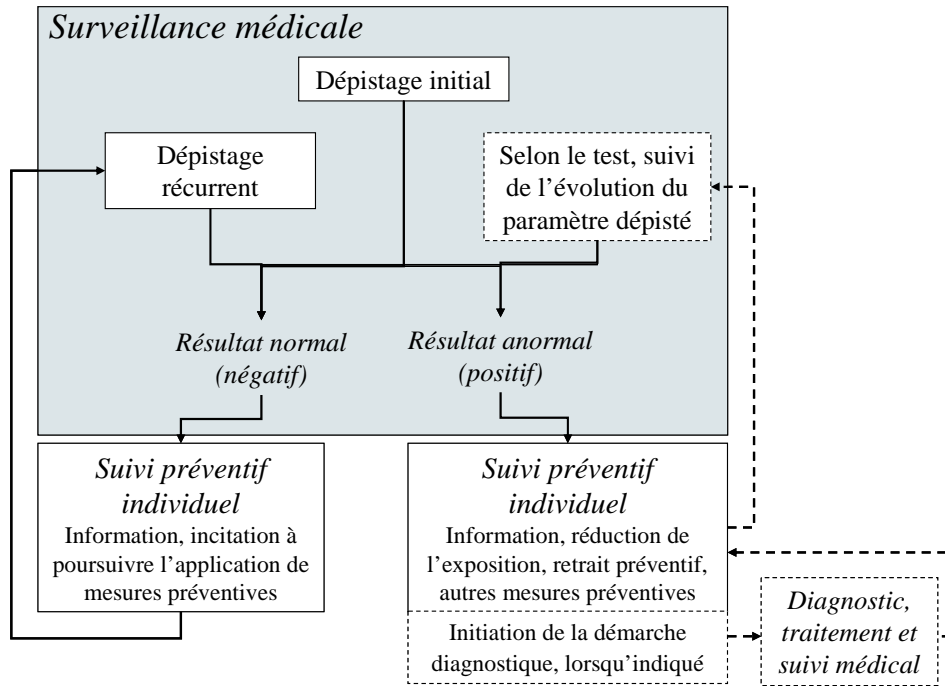 Surveillance médicale
Dépistage initial
Dépistage
récurrent
Selon le test, suivi
de l’évolution du
paramètre dépisté
Résultat normal
(négatif)
Résultat anormal
(positif)
Suivi préventif
individuel
Information, incitation à
poursuivre l’application de
mesures préventives
Suivi préventif
individuel
Information, réduction de
l’exposition, retrait préventif,
autres mesures préventives
Initiation de la démarche
diagnostique, lorsqu’indiqué
Diagnostic,
traitement et
suivi médical